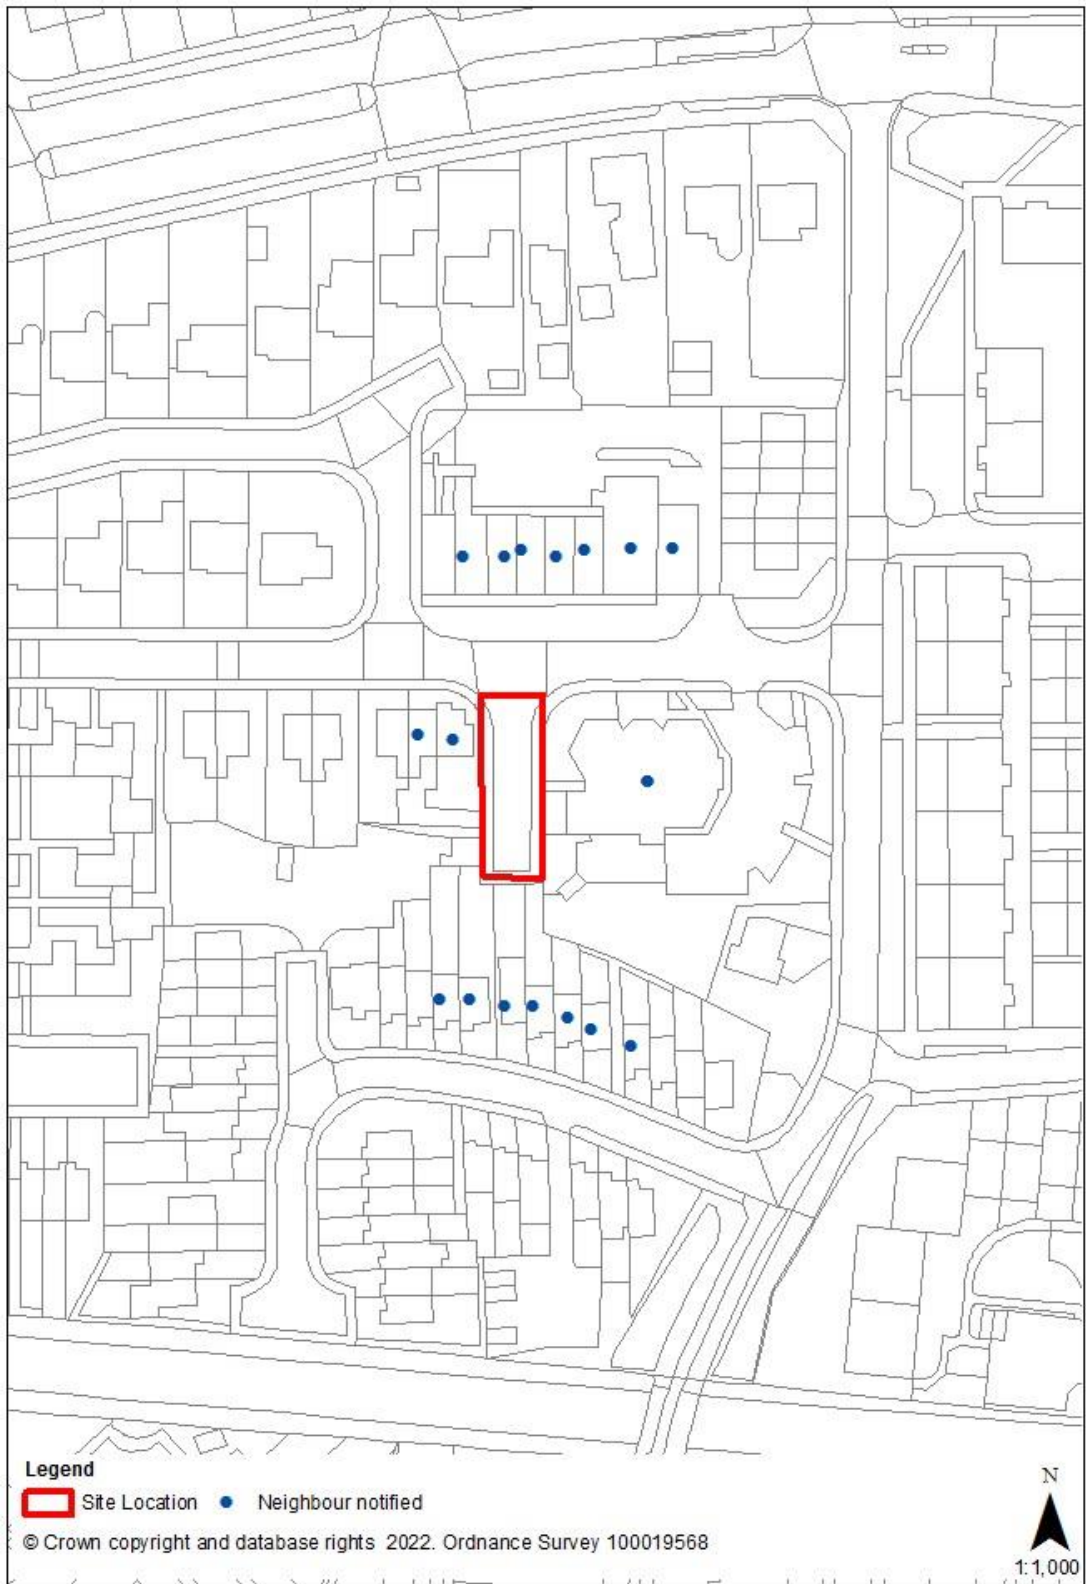 Legend
Site Location Neighbour notified
© Crown copyright and database rights 2022. Ordnance Survey 100019568
N
1:1,000